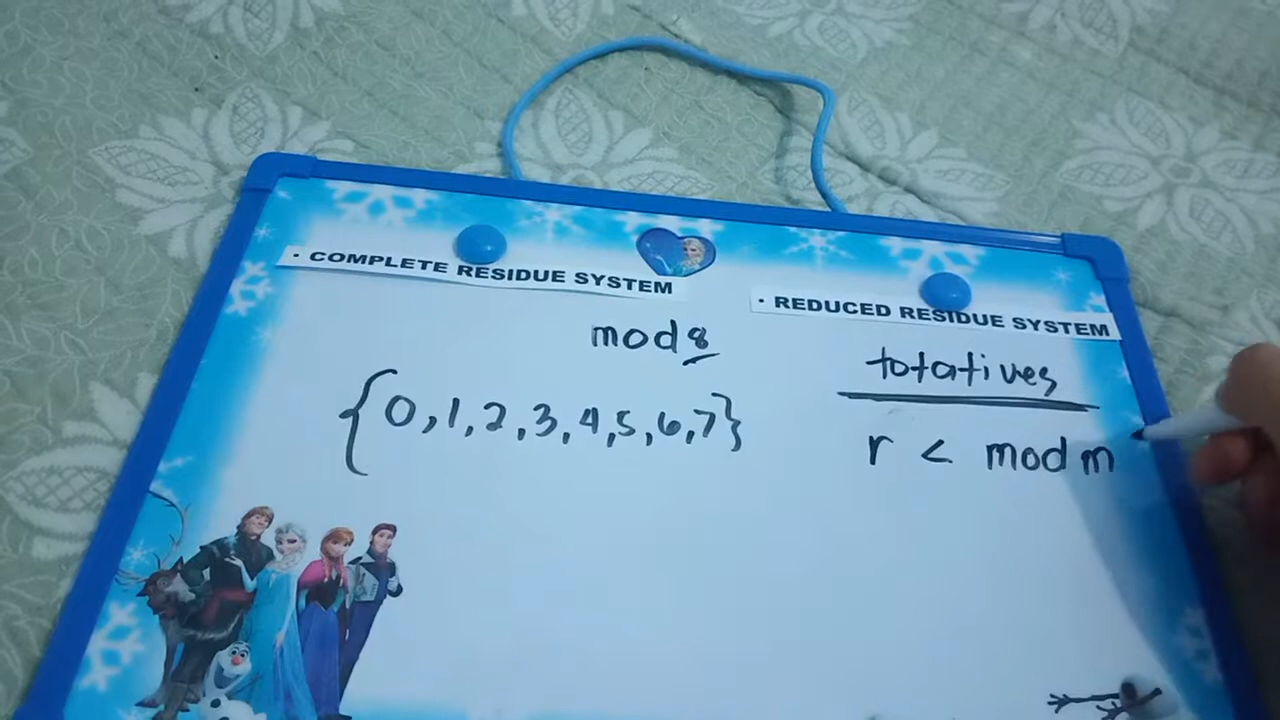 · COMPLETE RESIDUE SYSTEM
mod 8
{0,1,2,3,4,5,6,7}
· REDUCED RESIDUE SYSTEM
totatives
r < mod m